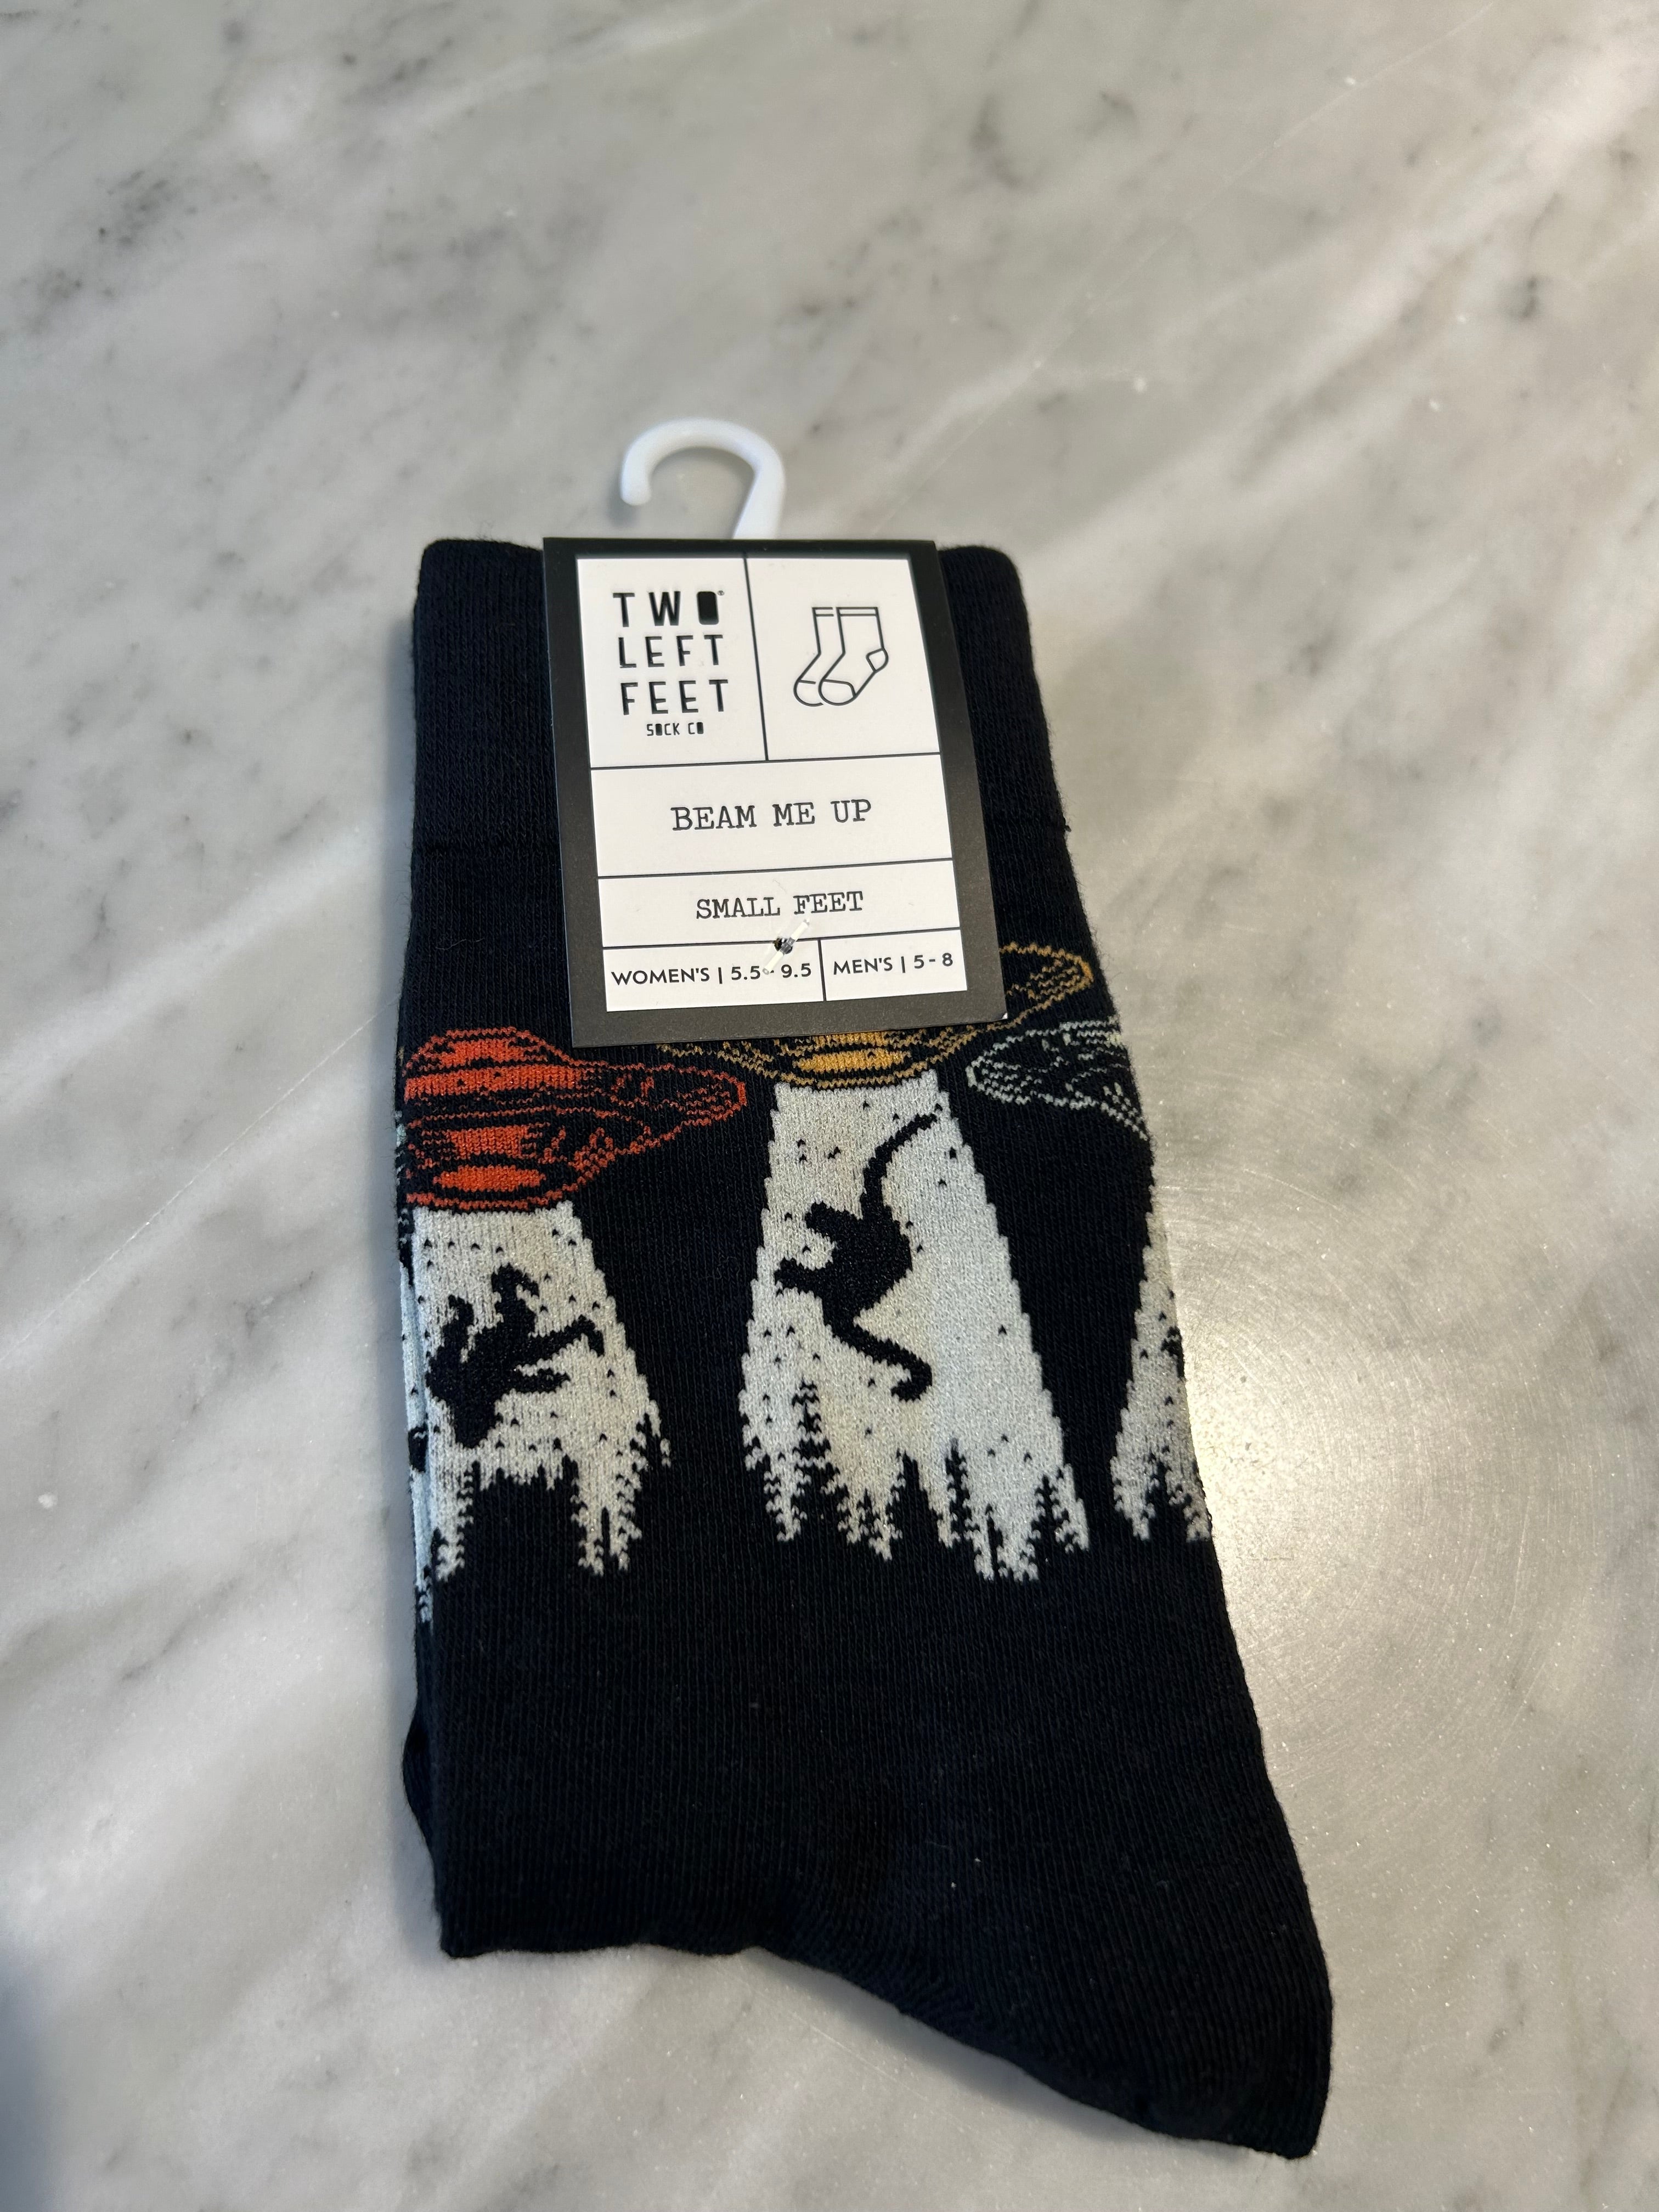 TWO®
LEFT
FEET
SOCK CO
BEAM ME UP
SMALL FEET
WOMEN'S | 5.5 - 9.5
MEN'S | 5 - 8